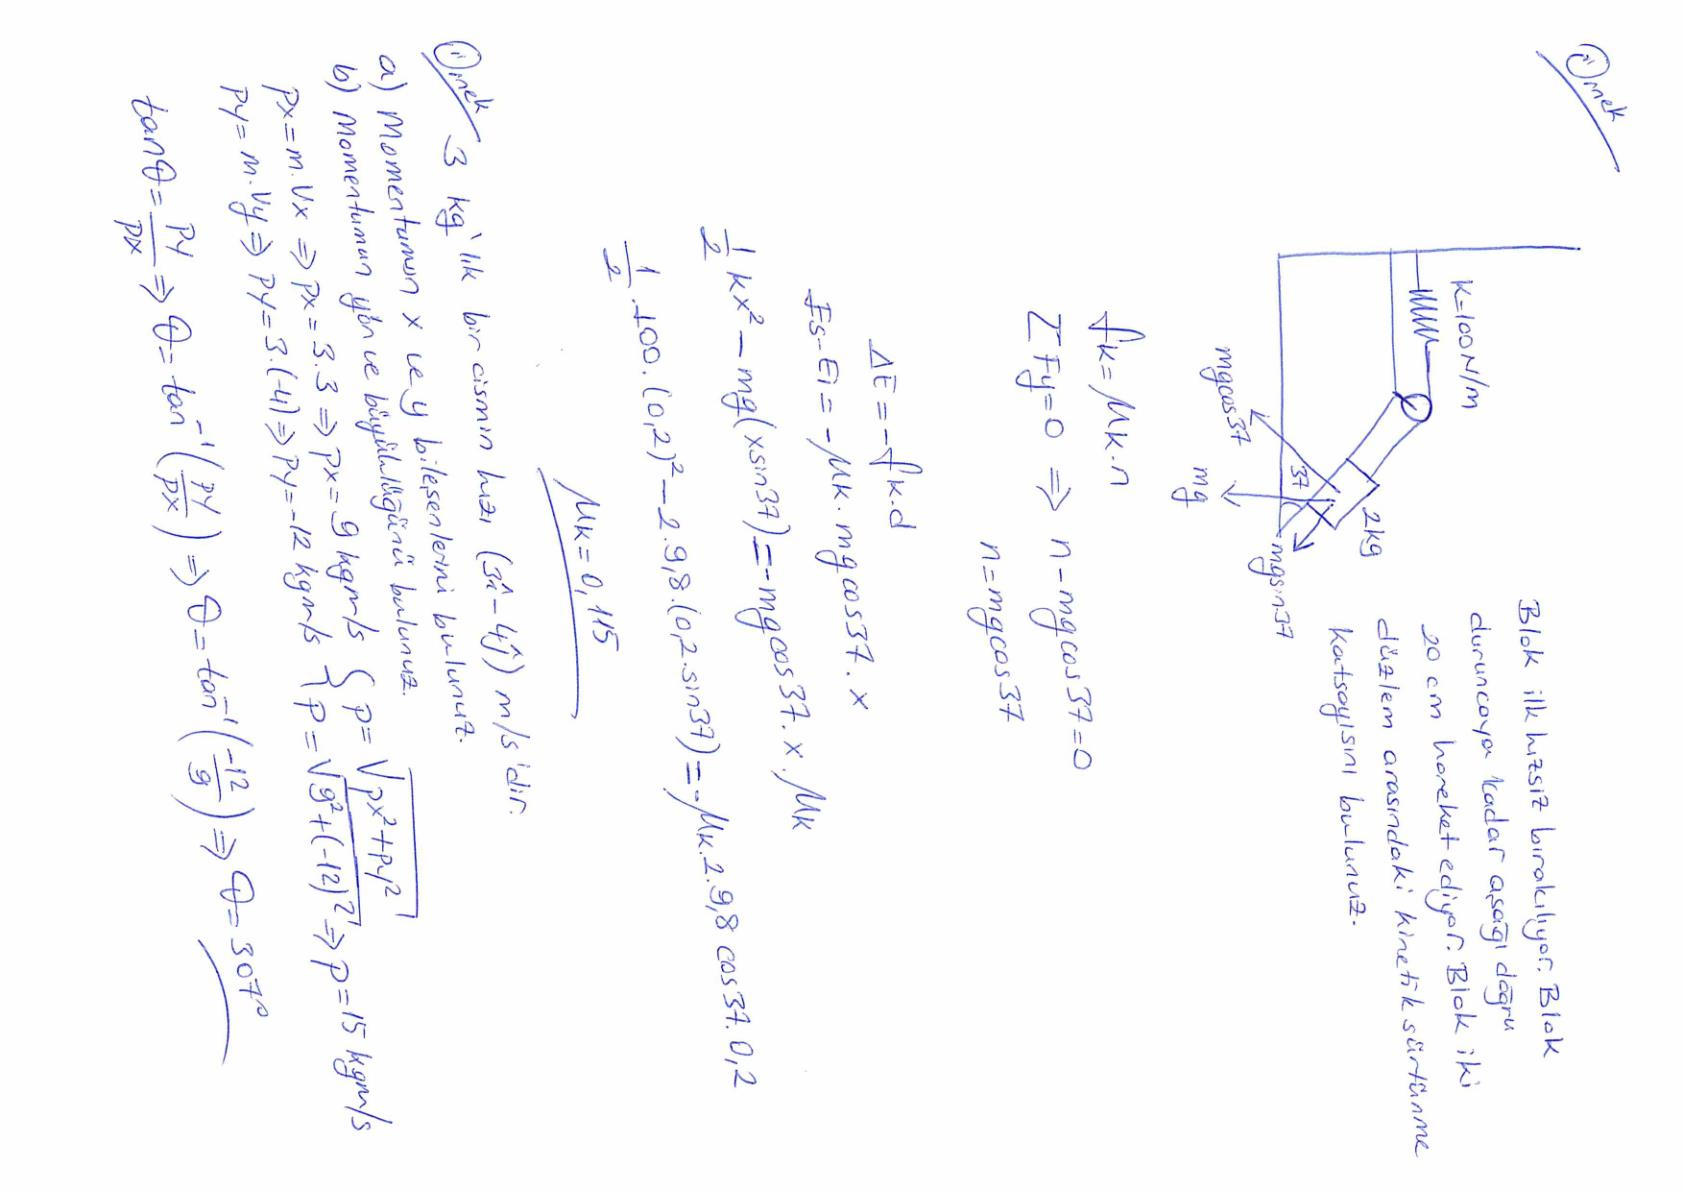 Örnek
K=100N/m
2kg
37
mgcos37
mg
mgsin37
Blok ilk hızsız bırakılıyor. Blok
duruncaya kadar aşağı doğru
20 cm hareket ediyor. Blok iki
düzlem arasındaki kinetik sürtünme
katsayısını bulunuz.
fk = μk.n
ΣFy=0 => n - mgcos37=0
n=mgcos37
ΔE = -fk.d
Es-Ei = -μk.mgcos37.x
1/2 kx² - mg(xsin37) = -mgcos37.x.μk
1/2 .100.(0,2)² - 2.9,8.(0,2.sin37) = -μk.2.9,8 cos37.0,2
μk = 0,115
Örnek 3 kg'lık bir cismin hızı (3î-4ĵ) m/s'dir.
a) Momentumun x ve y bileşenlerini bulunuz.
b) Momentumun yön ve büyüklüğünü bulunuz.
px = m.Vx => px = 3.3 => px = 9 kgm/s { p = √px²+py²
py = m.Vy => py = 3.(-4) => py = -12 kgm/s } p = √9²+(-12)² => p = 15 kgm/s
tanθ = py/px => θ = tan⁻¹(py/px) => θ = tan⁻¹(-12/9) => θ = 307°